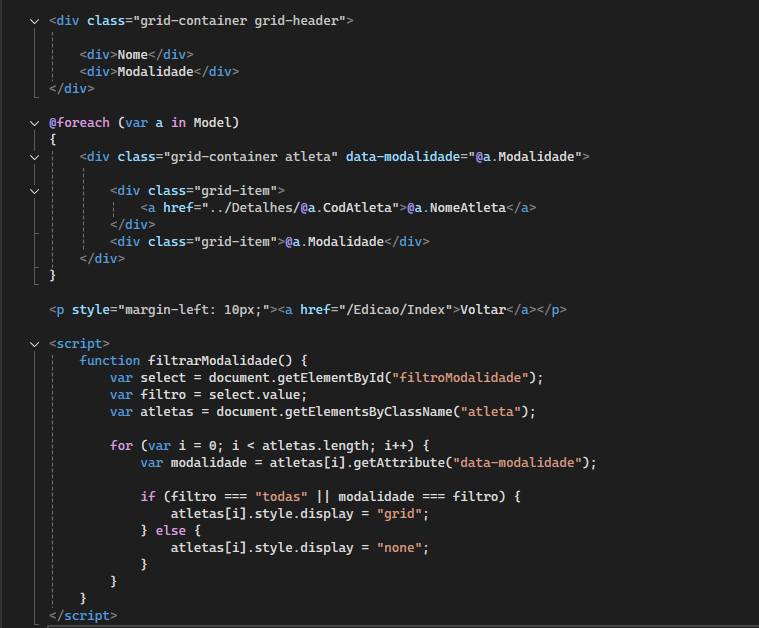 <div class="grid-container grid-header">
<div>Nome</div>
<div>Modalidade</div>
</div>
@foreach (var a in Model)
{
<div class="grid-container atleta" data-modalidade="@a.Modalidade">
<div class="grid-item">
<a href="../Detalhes/@a.CodAtleta">@a.NomeAtleta</a>
</div>
<div class="grid-item">@a.Modalidade</div>
</div>
}
<p style="margin-left: 10px;"><a href="/Edicao/Index">Voltar</a></p>
<script>
function filtrarModalidade() {
var select = document.getElementById("filtroModalidade");
var filtro = select.value;
var atletas = document.getElementsByClassName("atleta");
for (var i = 0; i < atletas.length; i++) {
var modalidade = atletas[i].getAttribute("data-modalidade");
if (filtro === "todas" || modalidade === filtro) {
atletas[i].style.display = "grid";
} else {
atletas[i].style.display = "none";
}
}
}
</script>